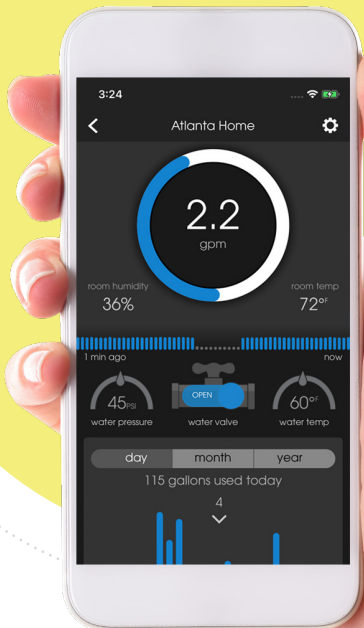 3:24
Atlanta Home
2.2
gpm
room humidity
36%
room temp
72°F
1 min ago
now
45PSI
water pressure
OPEN
water valve
60°F
water temp
day month year
115 gallons used today
4